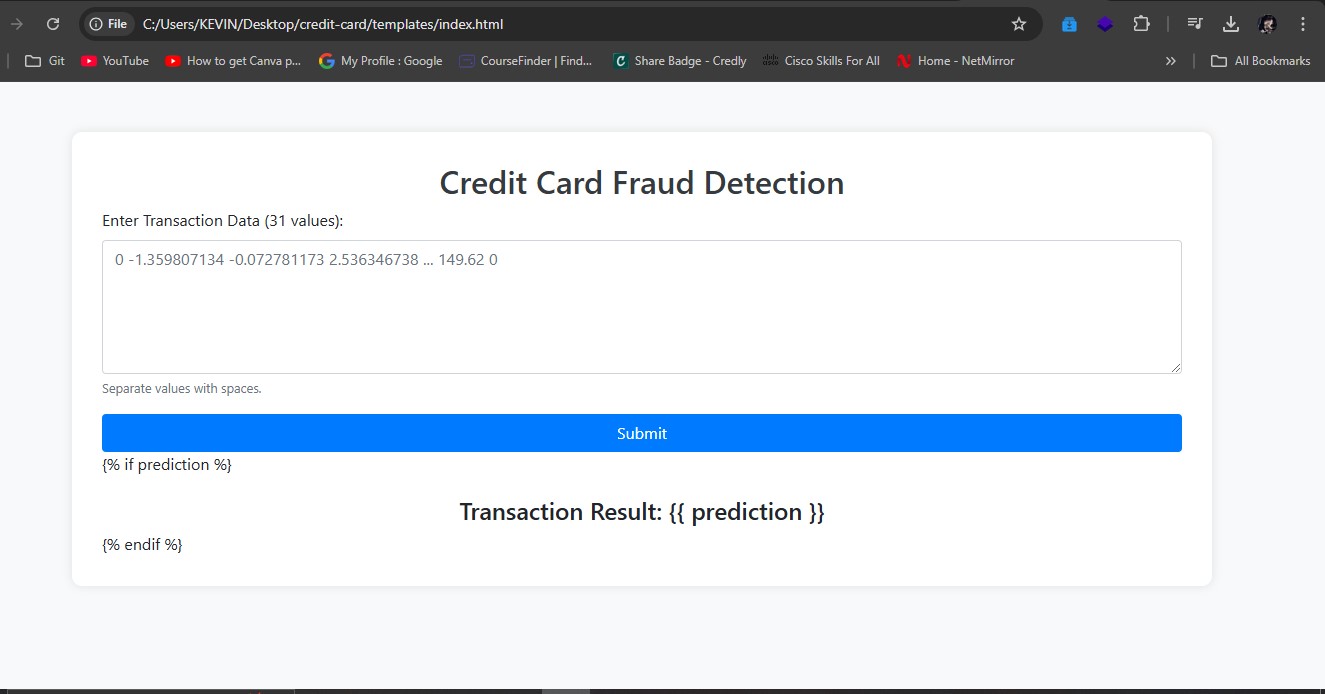 File C:/Users/KEVIN/Desktop/credit-card/templates/index.html
Git YouTube How to get Canva p... My Profile : Google CourseFinder | Find... Share Badge - Credly Cisco Skills For All Home - NetMirror » All Bookmarks
Credit Card Fraud Detection
Enter Transaction Data (31 values):
0 -1.359807134 -0.072781173 2.536346738 ... 149.62 0
Separate values with spaces.
Submit
{% if prediction %}
Transaction Result: {{ prediction }}
{% endif %}